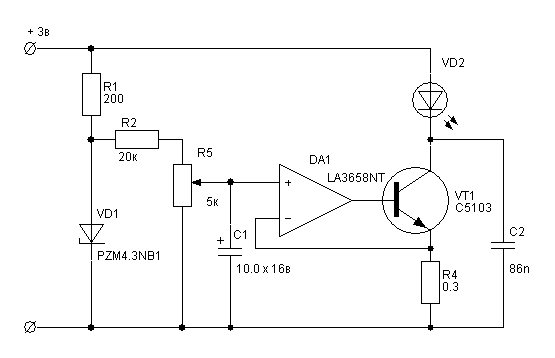 + 3в
VD2
R1
200
R2
20к
R5
5к
DA1
LA3658NT
+
−
VT1
C5103
VD1
PZM4.3NB1
+
C1
10.0 x 16в
C2
86n
R4
0.3